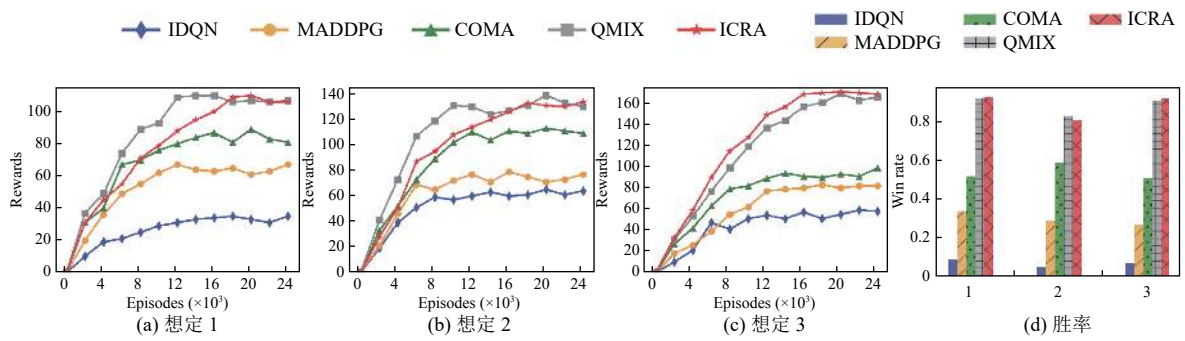 IDQN MADDPG COMA QMIX ICRA
IDQN COMA ICRA
MADDPG QMIX
Rewards
100
80
60
40
20
0
0 4 8 12 16 20 24
Episodes (×10³)
(a) 想定 1
Rewards
140
120
100
80
60
40
20
0
0 4 8 12 16 20 24
Episodes (×10³)
(b) 想定 2
Rewards
160
140
120
100
80
60
40
20
0
0 4 8 12 16 20 24
Episodes (×10³)
(c) 想定 3
Win rate
0.8
0.6
0.4
0.2
0
1 2 3
(d) 胜率